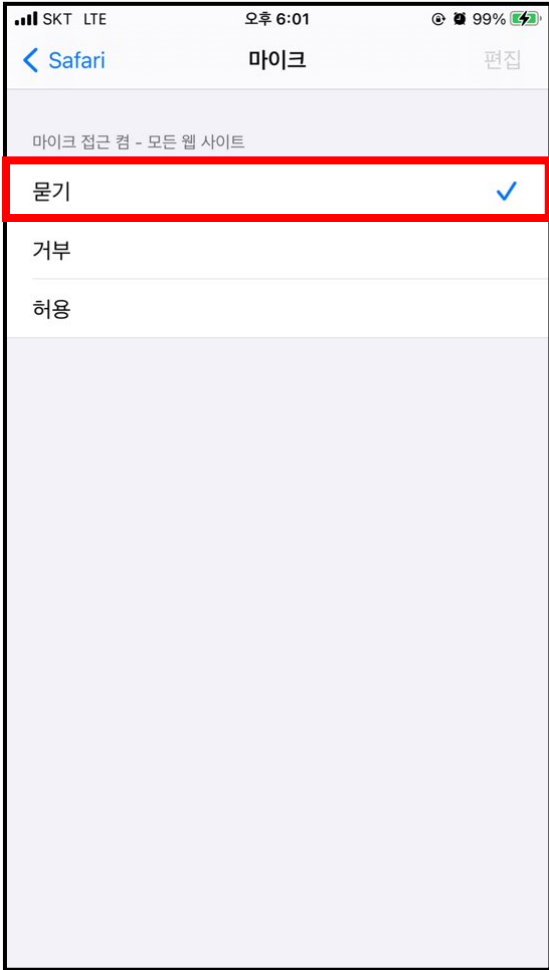 SKT LTE 오후 6:01 99%
Safari 마이크 편집
마이크 접근 켬 - 모든 웹 사이트
묻기
거부
허용